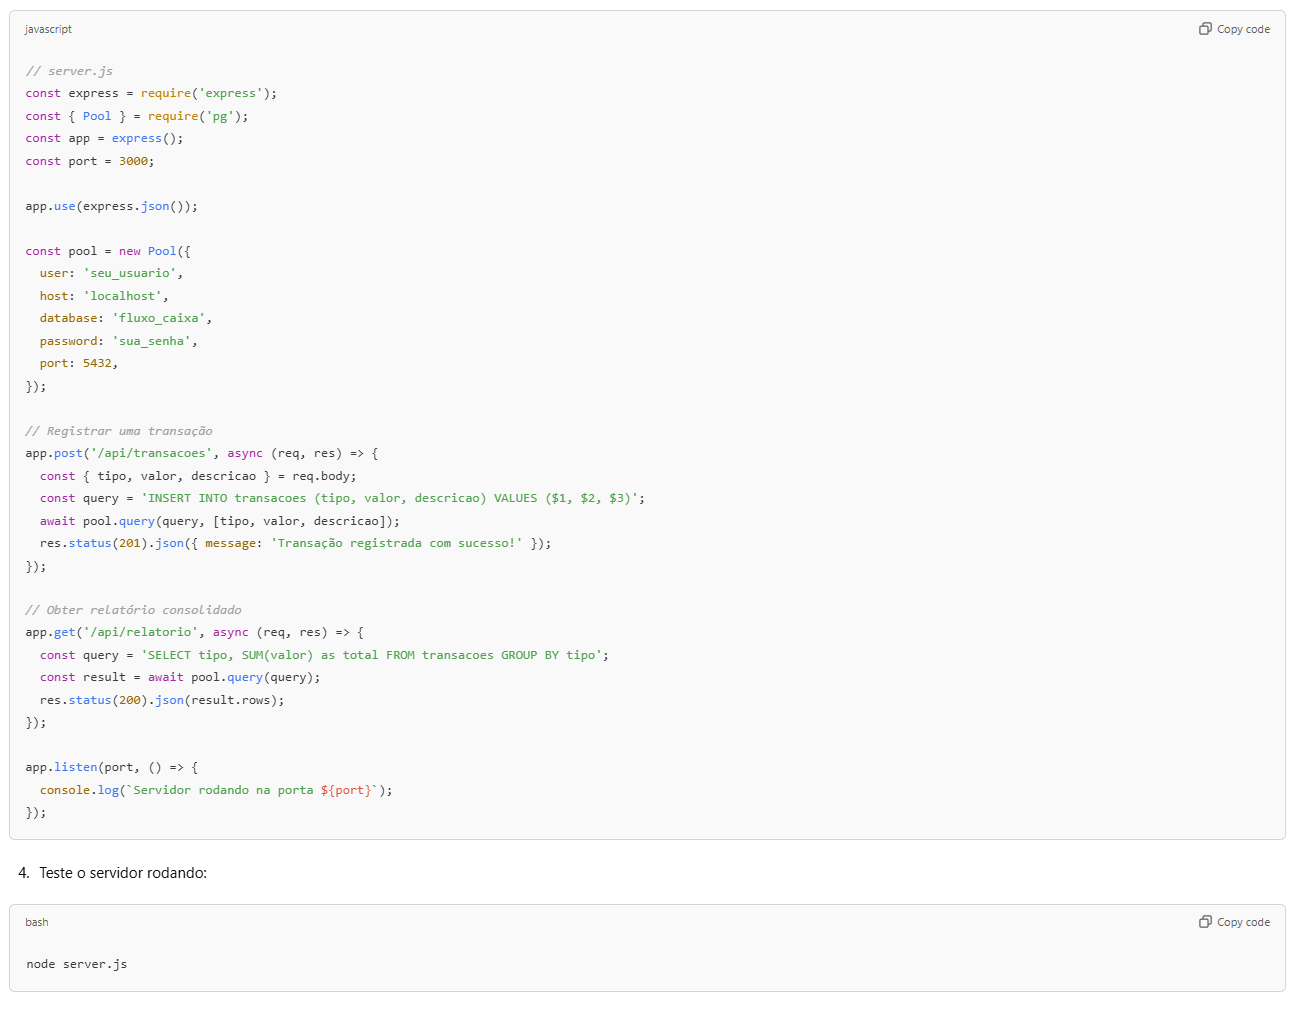 javascript
Copy code
// server.js
const express = require('express');
const { Pool } = require('pg');
const app = express();
const port = 3000;
app.use(express.json());
const pool = new Pool({
  user: 'seu_usuario',
  host: 'localhost',
  database: 'fluxo_caixa',
  password: 'sua_senha',
  port: 5432,
});
// Registrar uma transação
app.post('/api/transacoes', async (req, res) => {
  const { tipo, valor, descricao } = req.body;
  const query = 'INSERT INTO transacoes (tipo, valor, descricao) VALUES ($1, $2, $3)';
  await pool.query(query, [tipo, valor, descricao]);
  res.status(201).json({ message: 'Transação registrada com sucesso!' });
});
// Obter relatório consolidado
app.get('/api/relatorio', async (req, res) => {
  const query = 'SELECT tipo, SUM(valor) as total FROM transacoes GROUP BY tipo';
  const result = await pool.query(query);
  res.status(200).json(result.rows);
});
app.listen(port, () => {
  console.log(`Servidor rodando na porta ${port}`);
});
4. Teste o servidor rodando:
bash
Copy code
node server.js